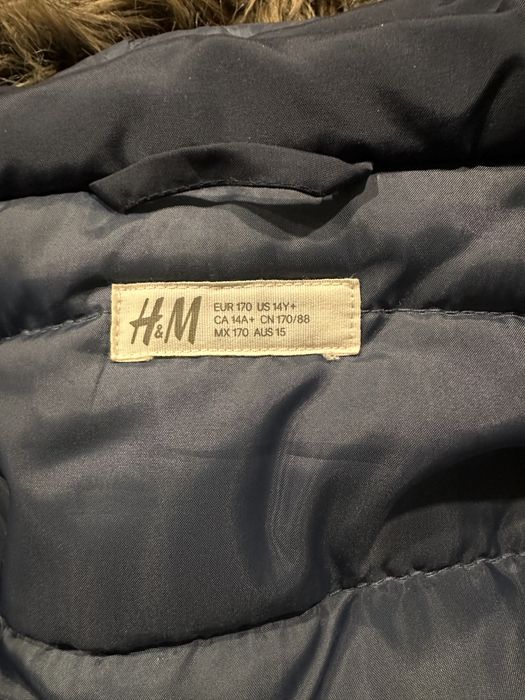 H&M
EUR 170 US 14Y+
CA 14A+ CN 170/88
MX 170 AUS 15